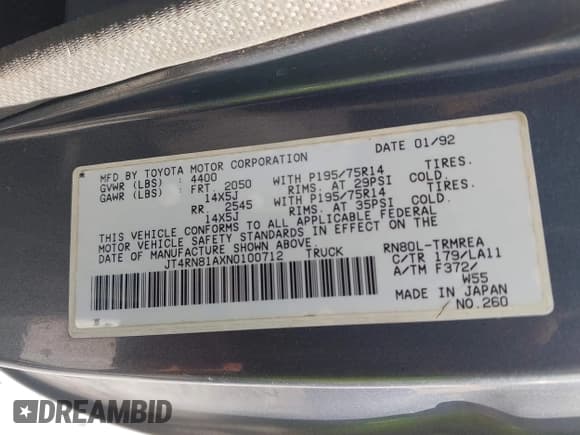 MFD BY TOYOTA MOTOR CORPORATION DATE 01/92
GVWR (LBS) : 4400
GAWR (LBS) : FRT. 2050 WITH P195/75R14 TIRES.
14X5J RIMS. AT 29PSI COLD.
RR. 2545 WITH P195/75R14 TIRES.
14X5J RIMS. AT 35PSI COLD.
THIS VEHICLE CONFORMS TO ALL APPLICABLE FEDERAL
MOTOR VEHICLE SAFETY STANDARDS IN EFFECT ON THE
DATE OF MANUFACTURE SHOWN ABOVE.
JT4RN81AXN0100712 TRUCK
RN80L-TRMREA
C/TR 179/LA11
A/TM F372/
W55
MADE IN JAPAN
NO.260
DREAMBID